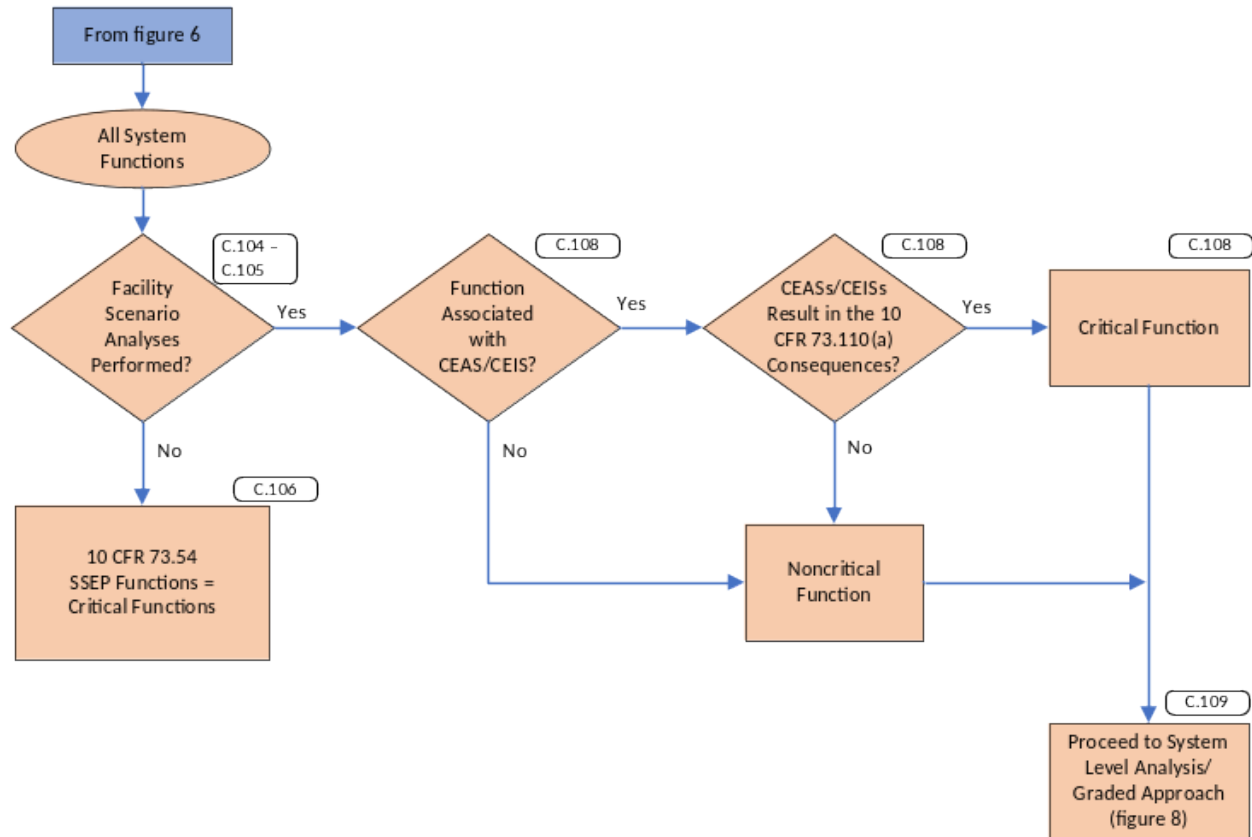 From figure 6
All System
Functions
C.104 –
C.105
Facility
Scenario
Analyses
Performed?
Yes
No
C.108
Function
Associated
with
CEAS/CEIS?
Yes
No
C.108
CEASs/CEISs
Result in the 10
CFR 73.110(a)
Consequences?
Yes
No
C.108
Critical Function
C.106
10 CFR 73.54
SSEP Functions =
Critical Functions
Noncritical
Function
C.109
Proceed to System
Level Analysis/
Graded Approach
(figure 8)